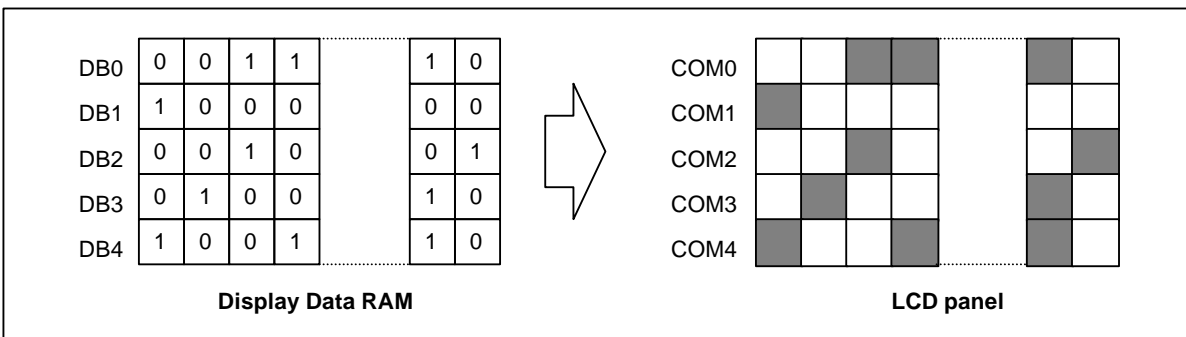 DB0 0 0 1 1 1 0 COM0
DB1 1 0 0 0 0 0 COM1
DB2 0 0 1 0 0 1 COM2
DB3 0 1 0 0 1 0 COM3
DB4 1 0 0 1 1 0 COM4
Display Data RAM LCD panel